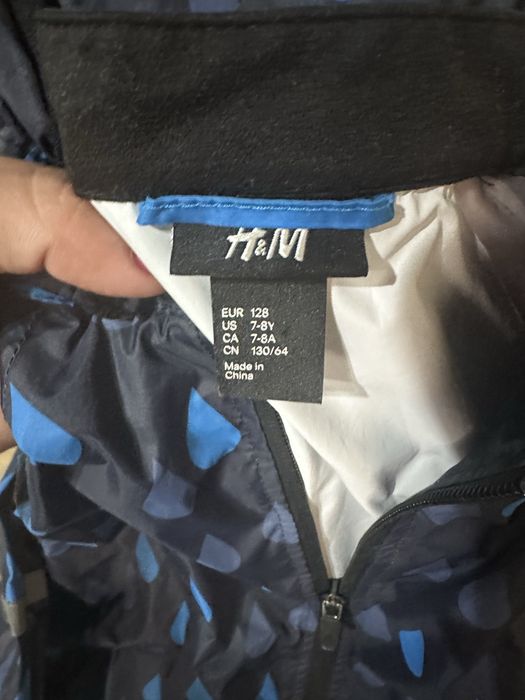 H&M
EUR 128
US 7-8Y
CA 7-8A
CN 130/64
Made in
China